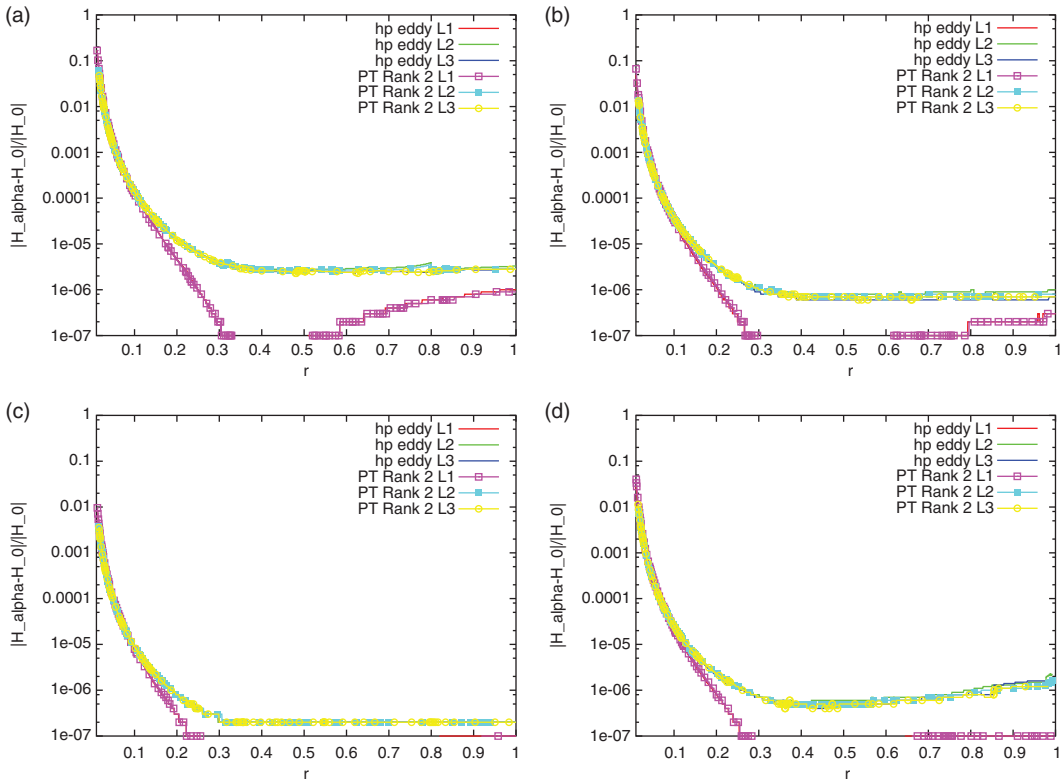 (a)
1
0.1
0.01
0.001
0.0001
1e-05
1e-06
1e-07
|H_alpha-H_0|/|H_0|
hp eddy L1
hp eddy L2
hp eddy L3
PT Rank 2 L1
PT Rank 2 L2
PT Rank 2 L3
0.1 0.2 0.3 0.4 0.5 0.6 0.7 0.8 0.9 1
r
(b)
1
0.1
0.01
0.001
0.0001
1e-05
1e-06
1e-07
|H_alpha-H_0|/|H_0|
hp eddy L1
hp eddy L2
hp eddy L3
PT Rank 2 L1
PT Rank 2 L2
PT Rank 2 L3
0.1 0.2 0.3 0.4 0.5 0.6 0.7 0.8 0.9 1
r
(c)
1
0.1
0.01
0.001
0.0001
1e-05
1e-06
1e-07
|H_alpha-H_0|/|H_0|
hp eddy L1
hp eddy L2
hp eddy L3
PT Rank 2 L1
PT Rank 2 L2
PT Rank 2 L3
0.1 0.2 0.3 0.4 0.5 0.6 0.7 0.8 0.9 1
r
(d)
1
0.1
0.01
0.001
0.0001
1e-05
1e-06
1e-07
|H_alpha-H_0|/|H_0|
hp eddy L1
hp eddy L2
hp eddy L3
PT Rank 2 L1
PT Rank 2 L2
PT Rank 2 L3
0.1 0.2 0.3 0.4 0.5 0.6 0.7 0.8 0.9 1
r